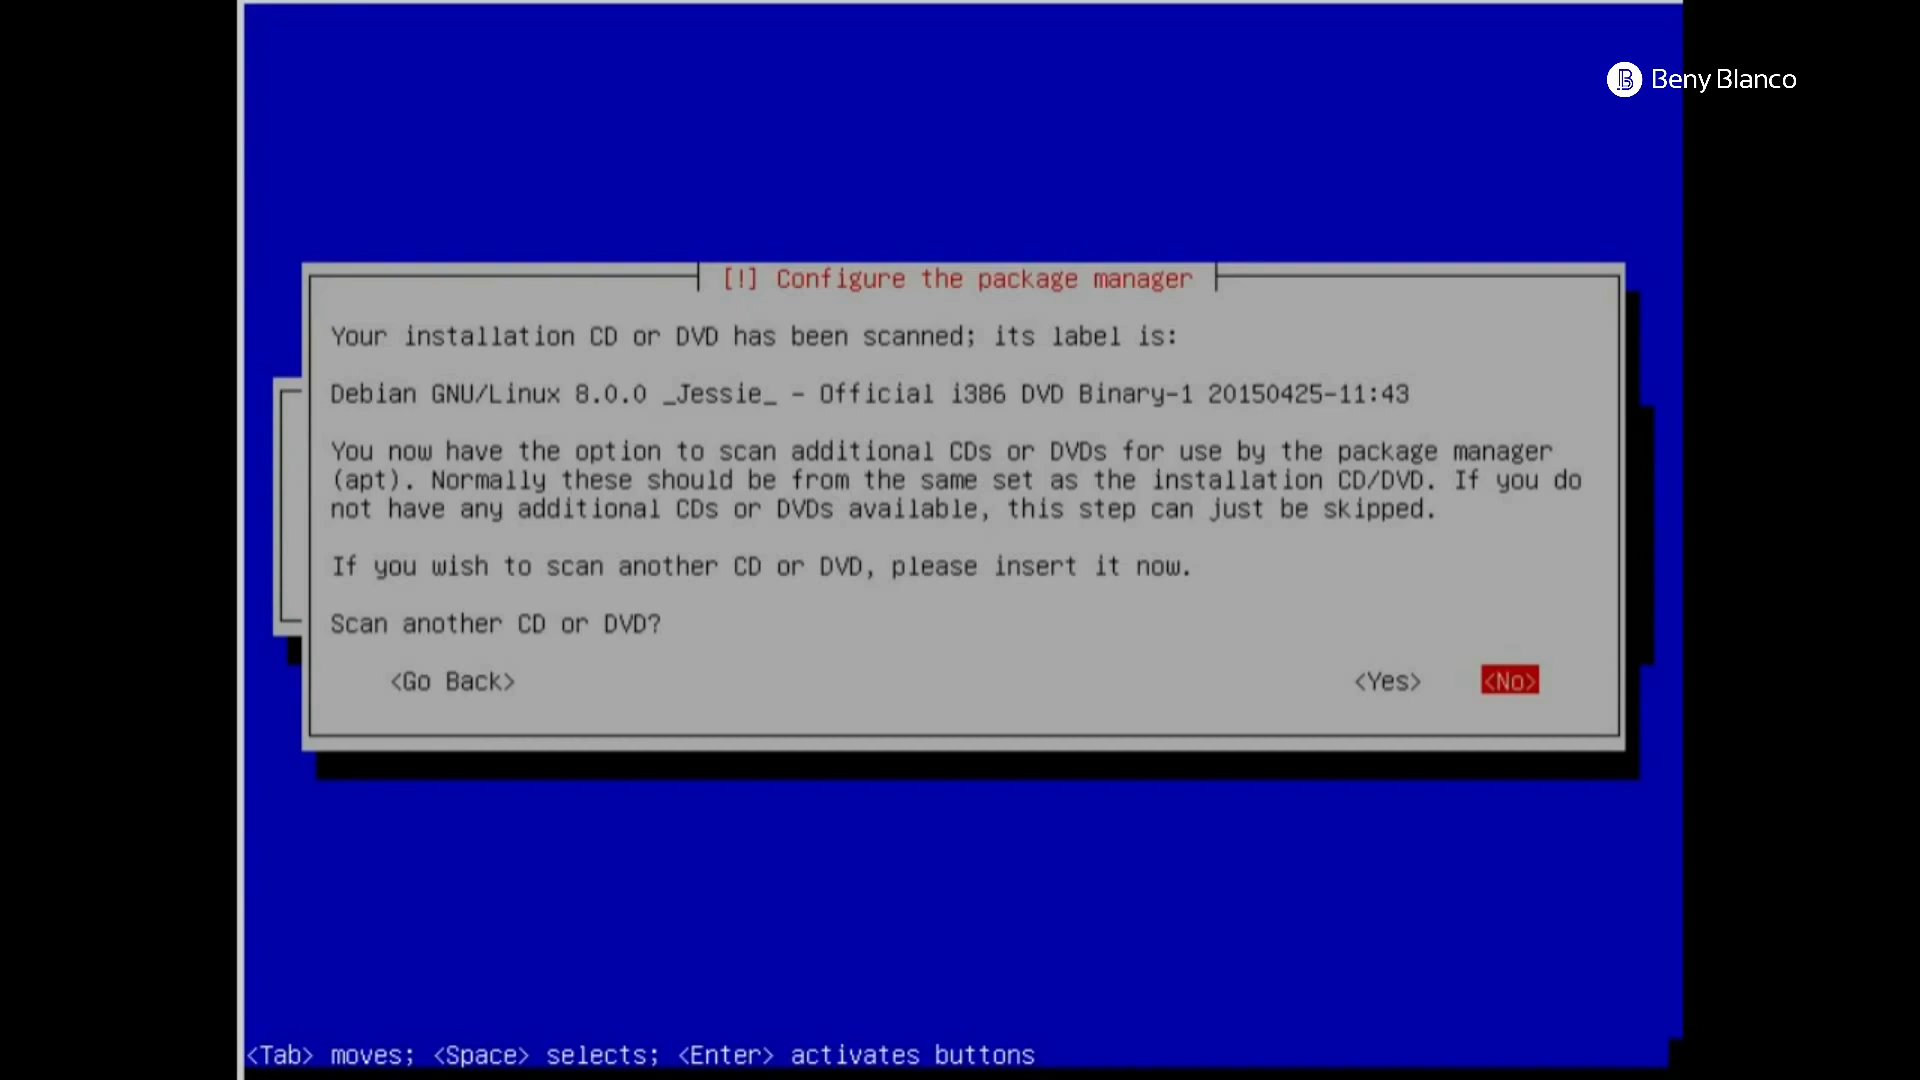 Beny Blanco
[!] Configure the package manager
Your installation CD or DVD has been scanned; its label is:
Debian GNU/Linux 8.0.0 _Jessie_ - Official i386 DVD Binary-1 20150425-11:43
You now have the option to scan additional CDs or DVDs for use by the package manager
(apt). Normally these should be from the same set as the installation CD/DVD. If you do
not have any additional CDs or DVDs available, this step can just be skipped.
If you wish to scan another CD or DVD, please insert it now.
Scan another CD or DVD?
<Go Back> <Yes> <No>
<Tab> moves; <Space> selects; <Enter> activates buttons